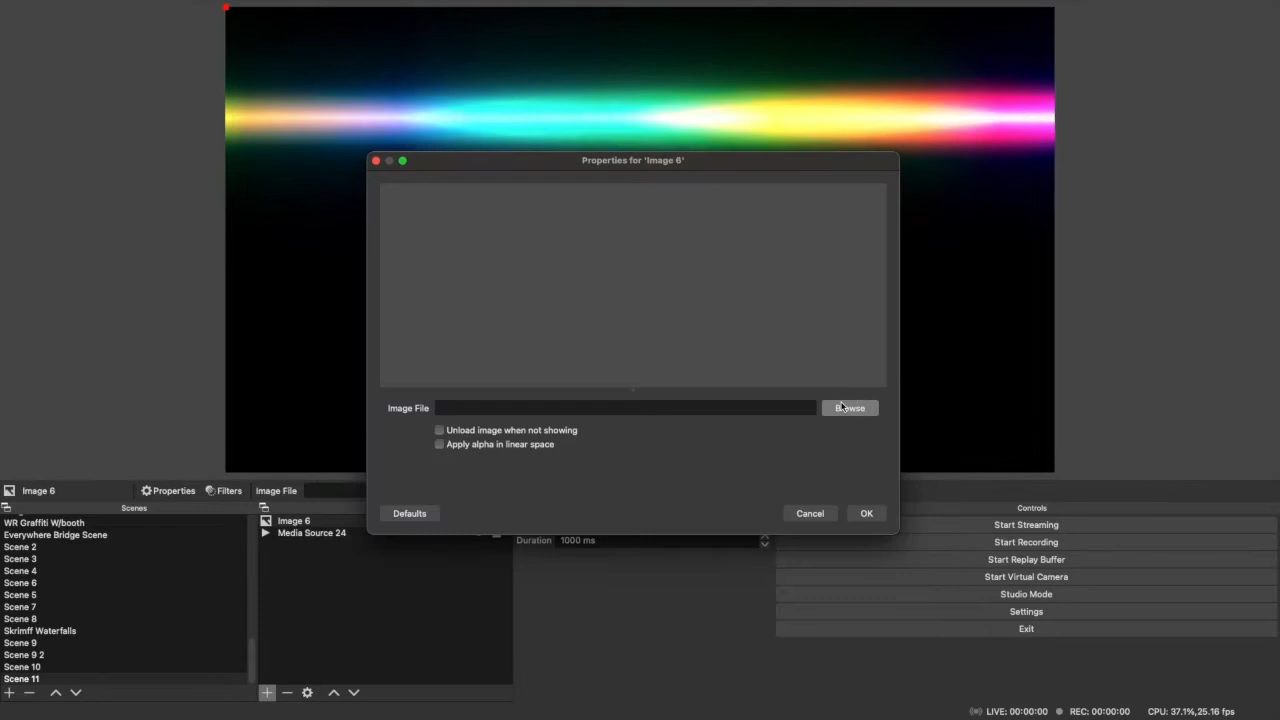 Properties for 'Image 6'
Image File
Browse
Unload image when not showing
Apply alpha in linear space
Defaults
Cancel
OK
Image 6
Properties
Filters
Image File
Scenes
Controls
WR Graffiti W/booth
Everywhere Bridge Scene
Scene 2
Scene 3
Scene 4
Scene 6
Scene 5
Scene 7
Scene 8
Skrimff Waterfalls
Scene 9
Scene 9 2
Scene 10
Scene 11
Image 6
Media Source 24
Duration 1000 ms
Start Streaming
Start Recording
Start Replay Buffer
Start Virtual Camera
Studio Mode
Settings
Exit
LIVE: 00:00:00 REC: 00:00:00 CPU: 37.1%,25.16 fps